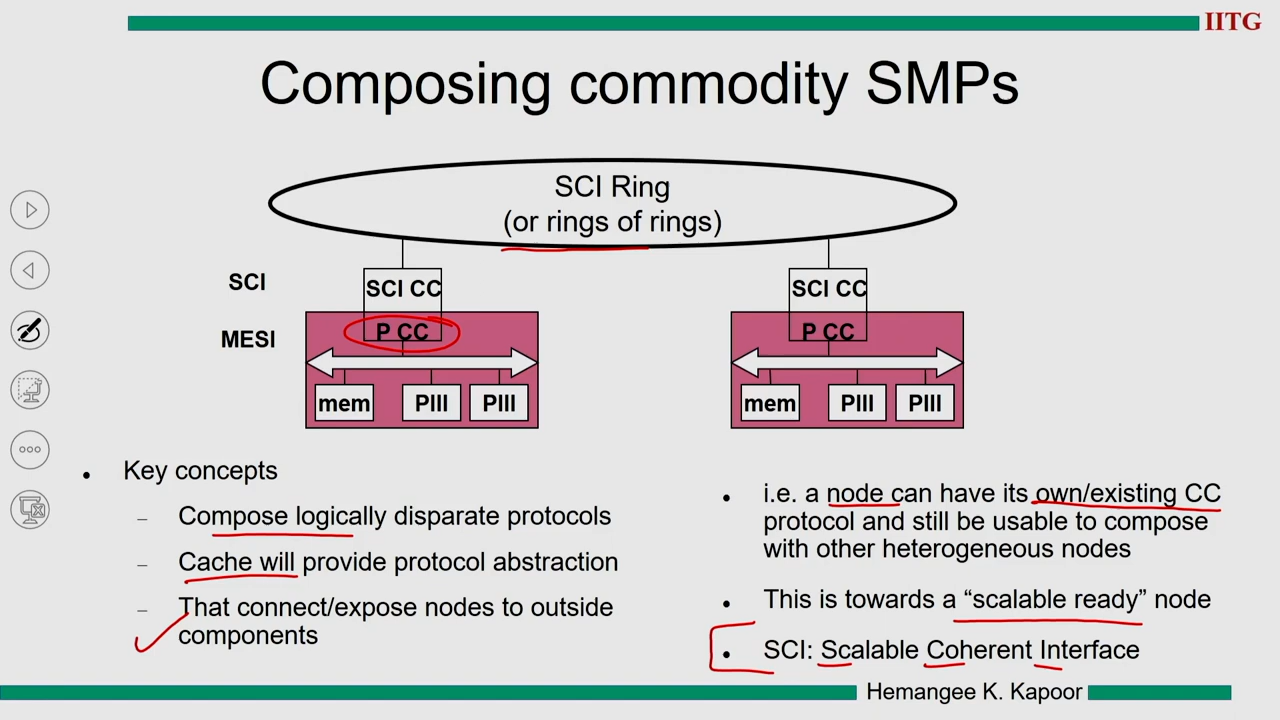 IITG
Composing commodity SMPs
SCI Ring
(or rings of rings)
SCI
SCI CC
SCI CC
MESI
P CC
P CC
mem
PIII
PIII
mem
PIII
PIII
• Key concepts
– Compose logically disparate protocols
– Cache will provide protocol abstraction
– That connect/expose nodes to outside
components
• i.e. a node can have its own/existing CC
protocol and still be usable to compose
with other heterogeneous nodes
• This is towards a “scalable ready” node
• SCI: Scalable Coherent Interface
Hemangee K. Kapoor